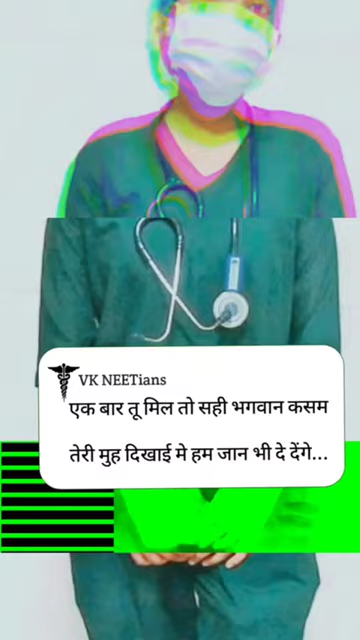 VK NEETians
एक बार तू मिल तो सही भगवान कसम
तेरी मुह दिखाई मे हम जान भी दे देंगे...